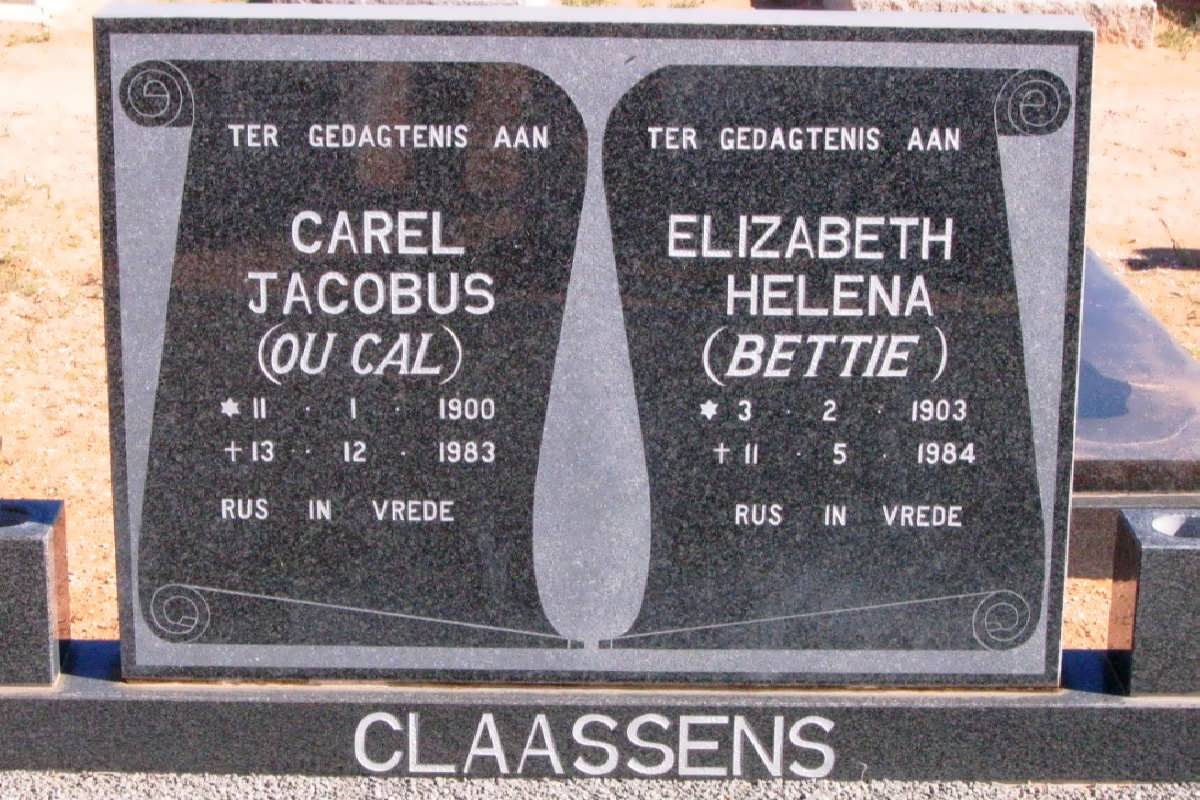 TER GEDAGTENIS AAN
CAREL
JACOBUS
(OU CAL)
✶ 11 · 1 · 1900
† 13 · 12 · 1983
RUS IN VREDE
TER GEDAGTENIS AAN
ELIZABETH
HELENA
(BETTIE)
✶ 3 · 2 · 1903
† 11 · 5 · 1984
RUS IN VREDE
CLAASSENS